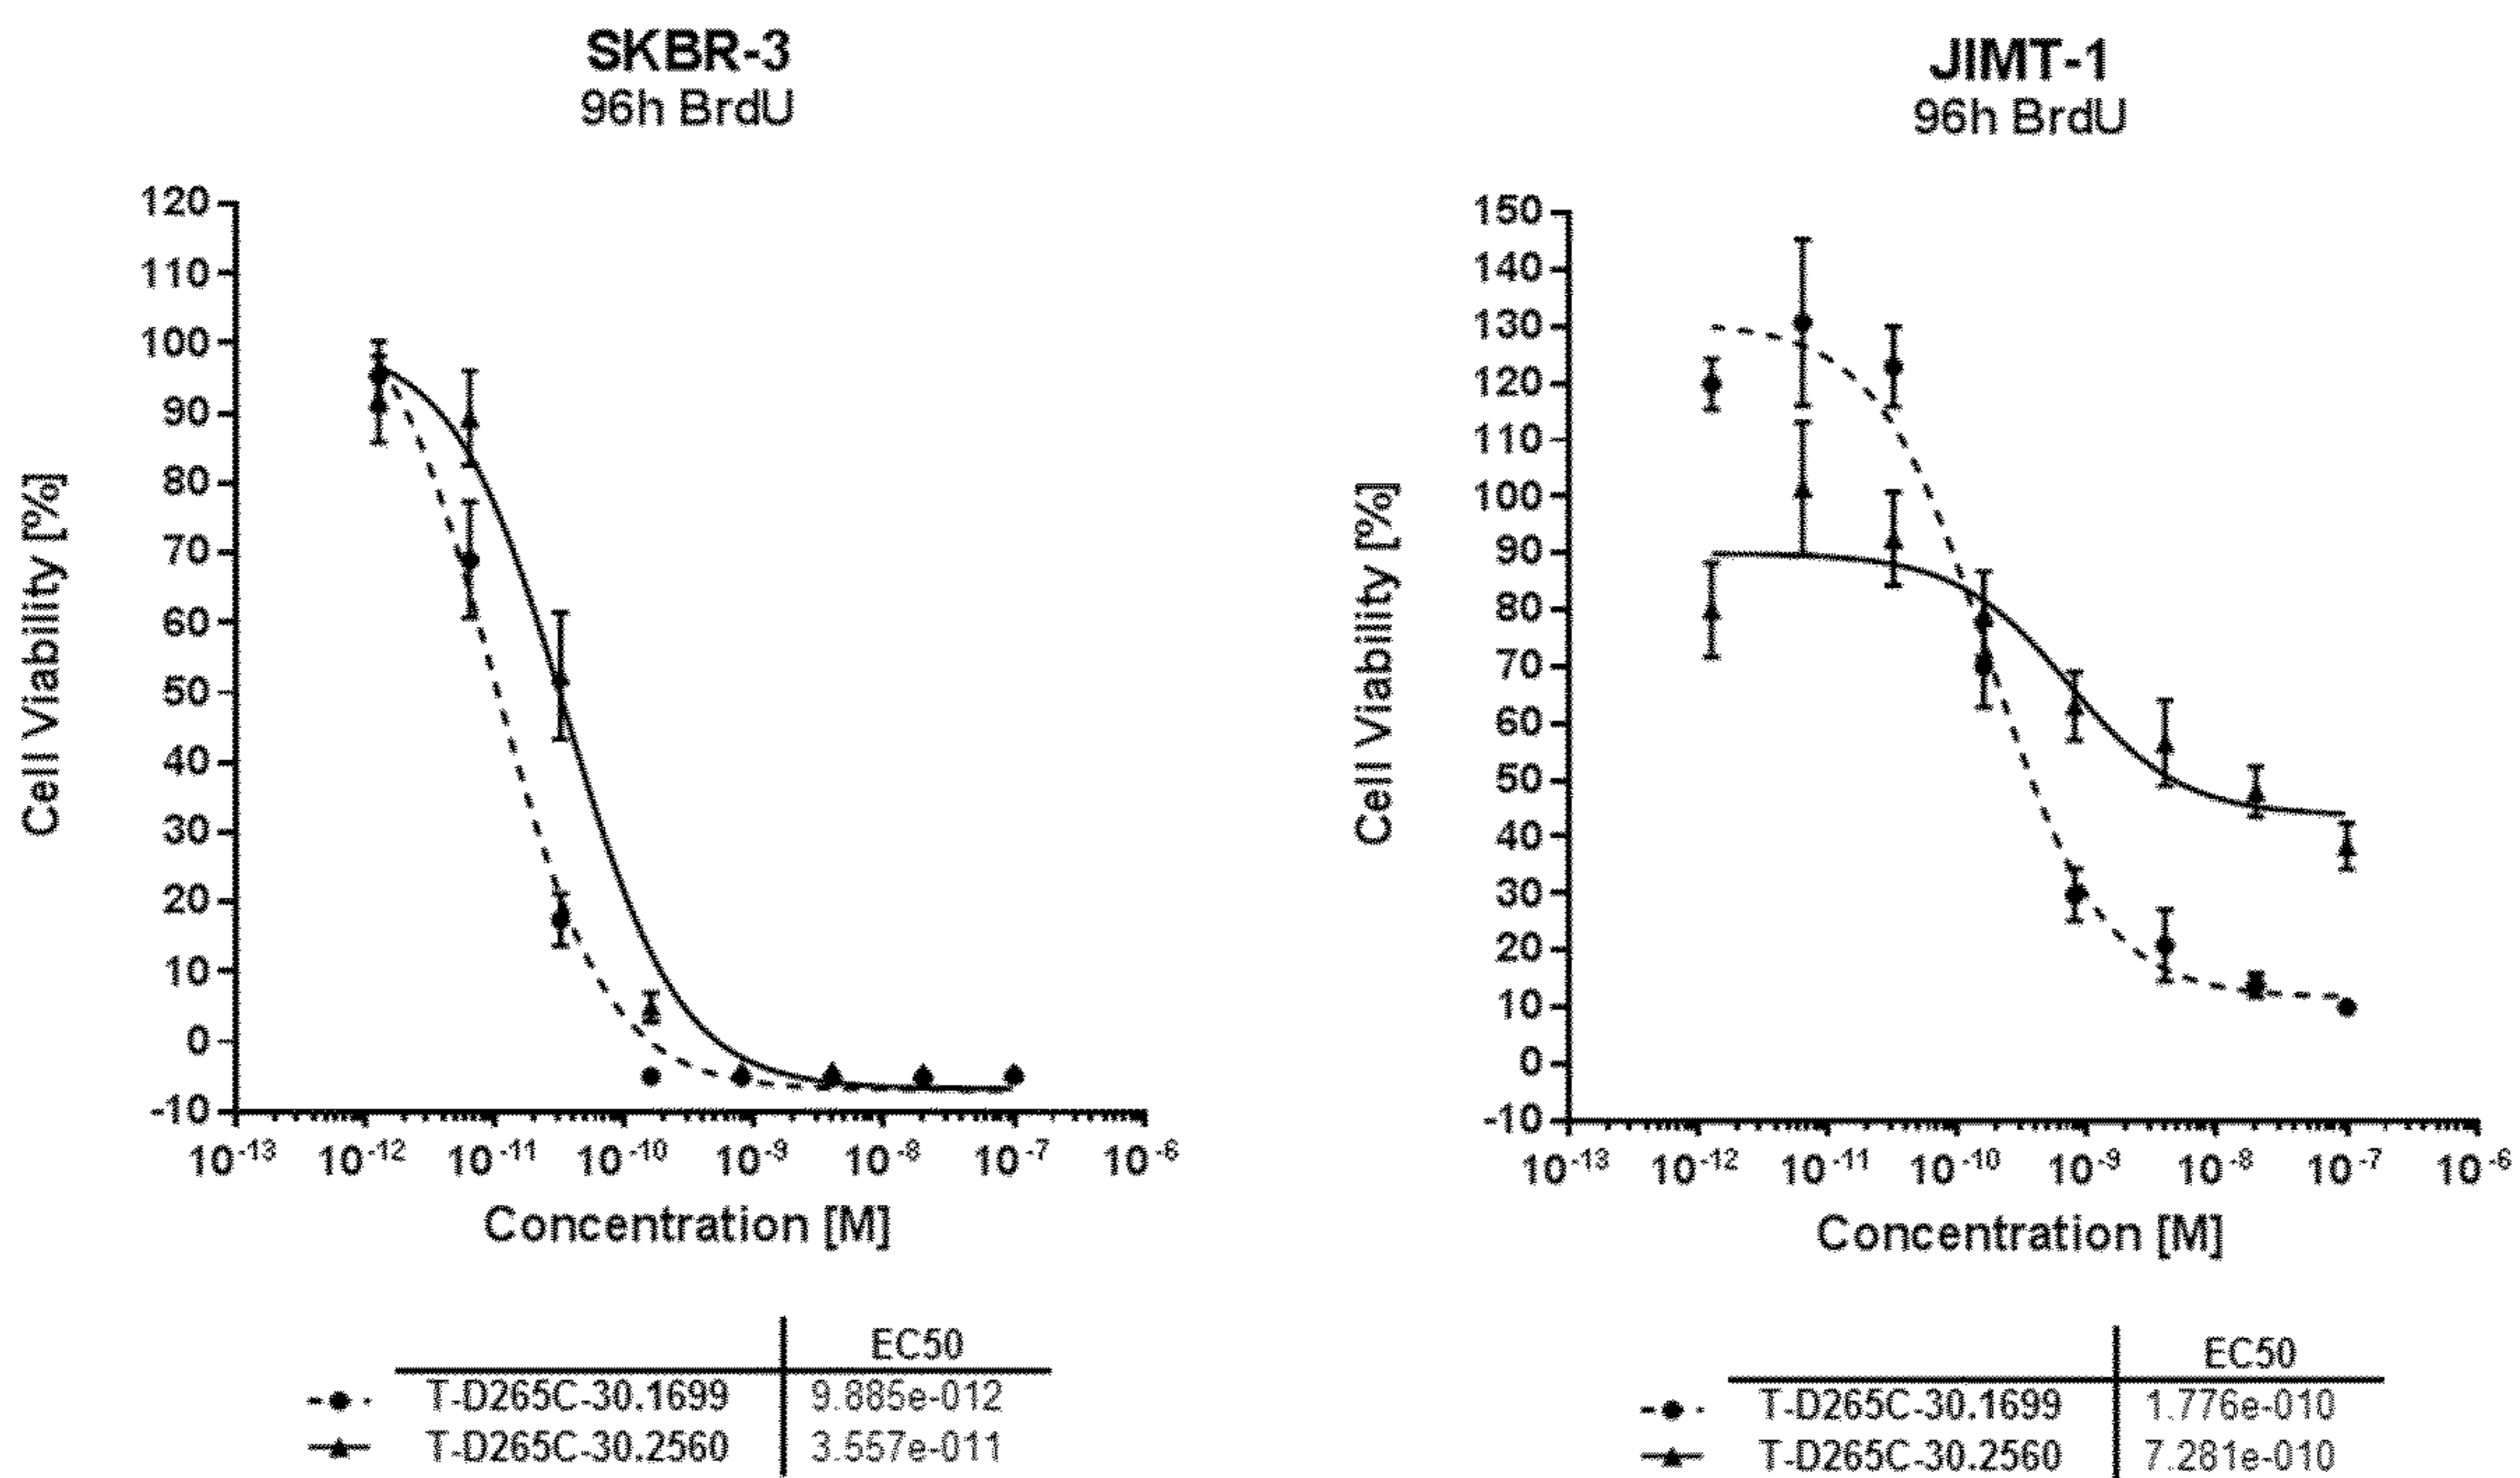 SKBR-3
96h BrdU
Cell Viability [%]
120
110
100
90
80
70
60
50
40
30
20
10
0
-10
10-13 10-12 10-11 10-10 10-9 10-8 10-7 10-6
Concentration [M]
EC50
T-D265C-30.1699 9.885e-012
T-D265C-30.2560 3.557e-011
JIMT-1
96h BrdU
Cell Viability [%]
150
140
130
120
110
100
90
80
70
60
50
40
30
20
10
0
-10
10-13 10-12 10-11 10-10 10-9 10-8 10-7 10-6
Concentration [M]
EC50
T-D265C-30.1699 1.776e-010
T-D265C-30.2560 7.281e-010